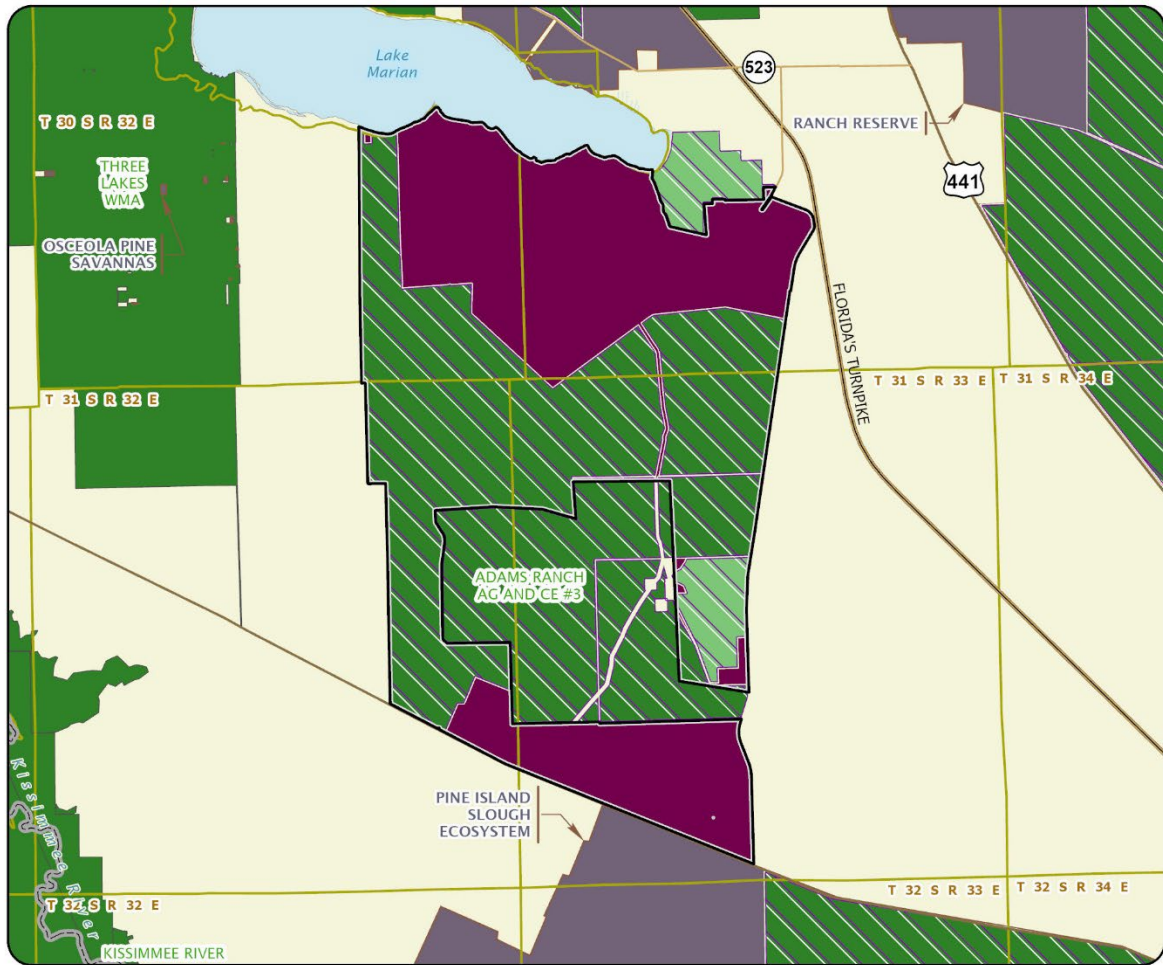 Lake
Marian
523
T 30 S R 32 E
RANCH RESERVE
THREE
LAKES
WMA
441
OSCEOLA PINE
SAVANNAS
FLORIDA'S TURNPIKE
T 31 S R 33 E
T 31 S R 34 E
T 31 S R 32 E
ADAMS RANCH
AG AND CE #3
PINE ISLAND
SLOUGH
ECOSYSTEM
Kissimmee River
T 32 S R 33 E
T 32 S R 34 E
T 32 S R 32 E
KISSIMMEE RIVER